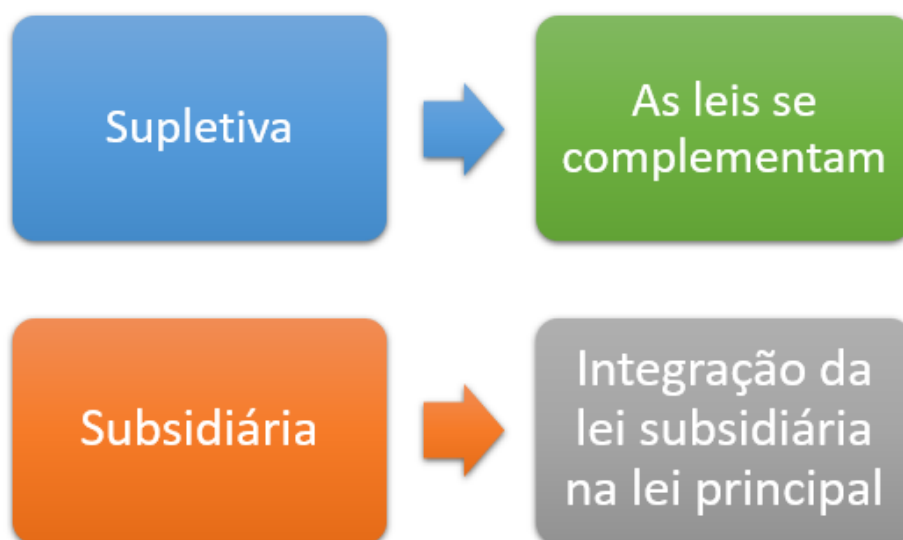 Supletiva
As leis se
complementam
Subsidiária
Integração da
lei subsidiária
na lei principal